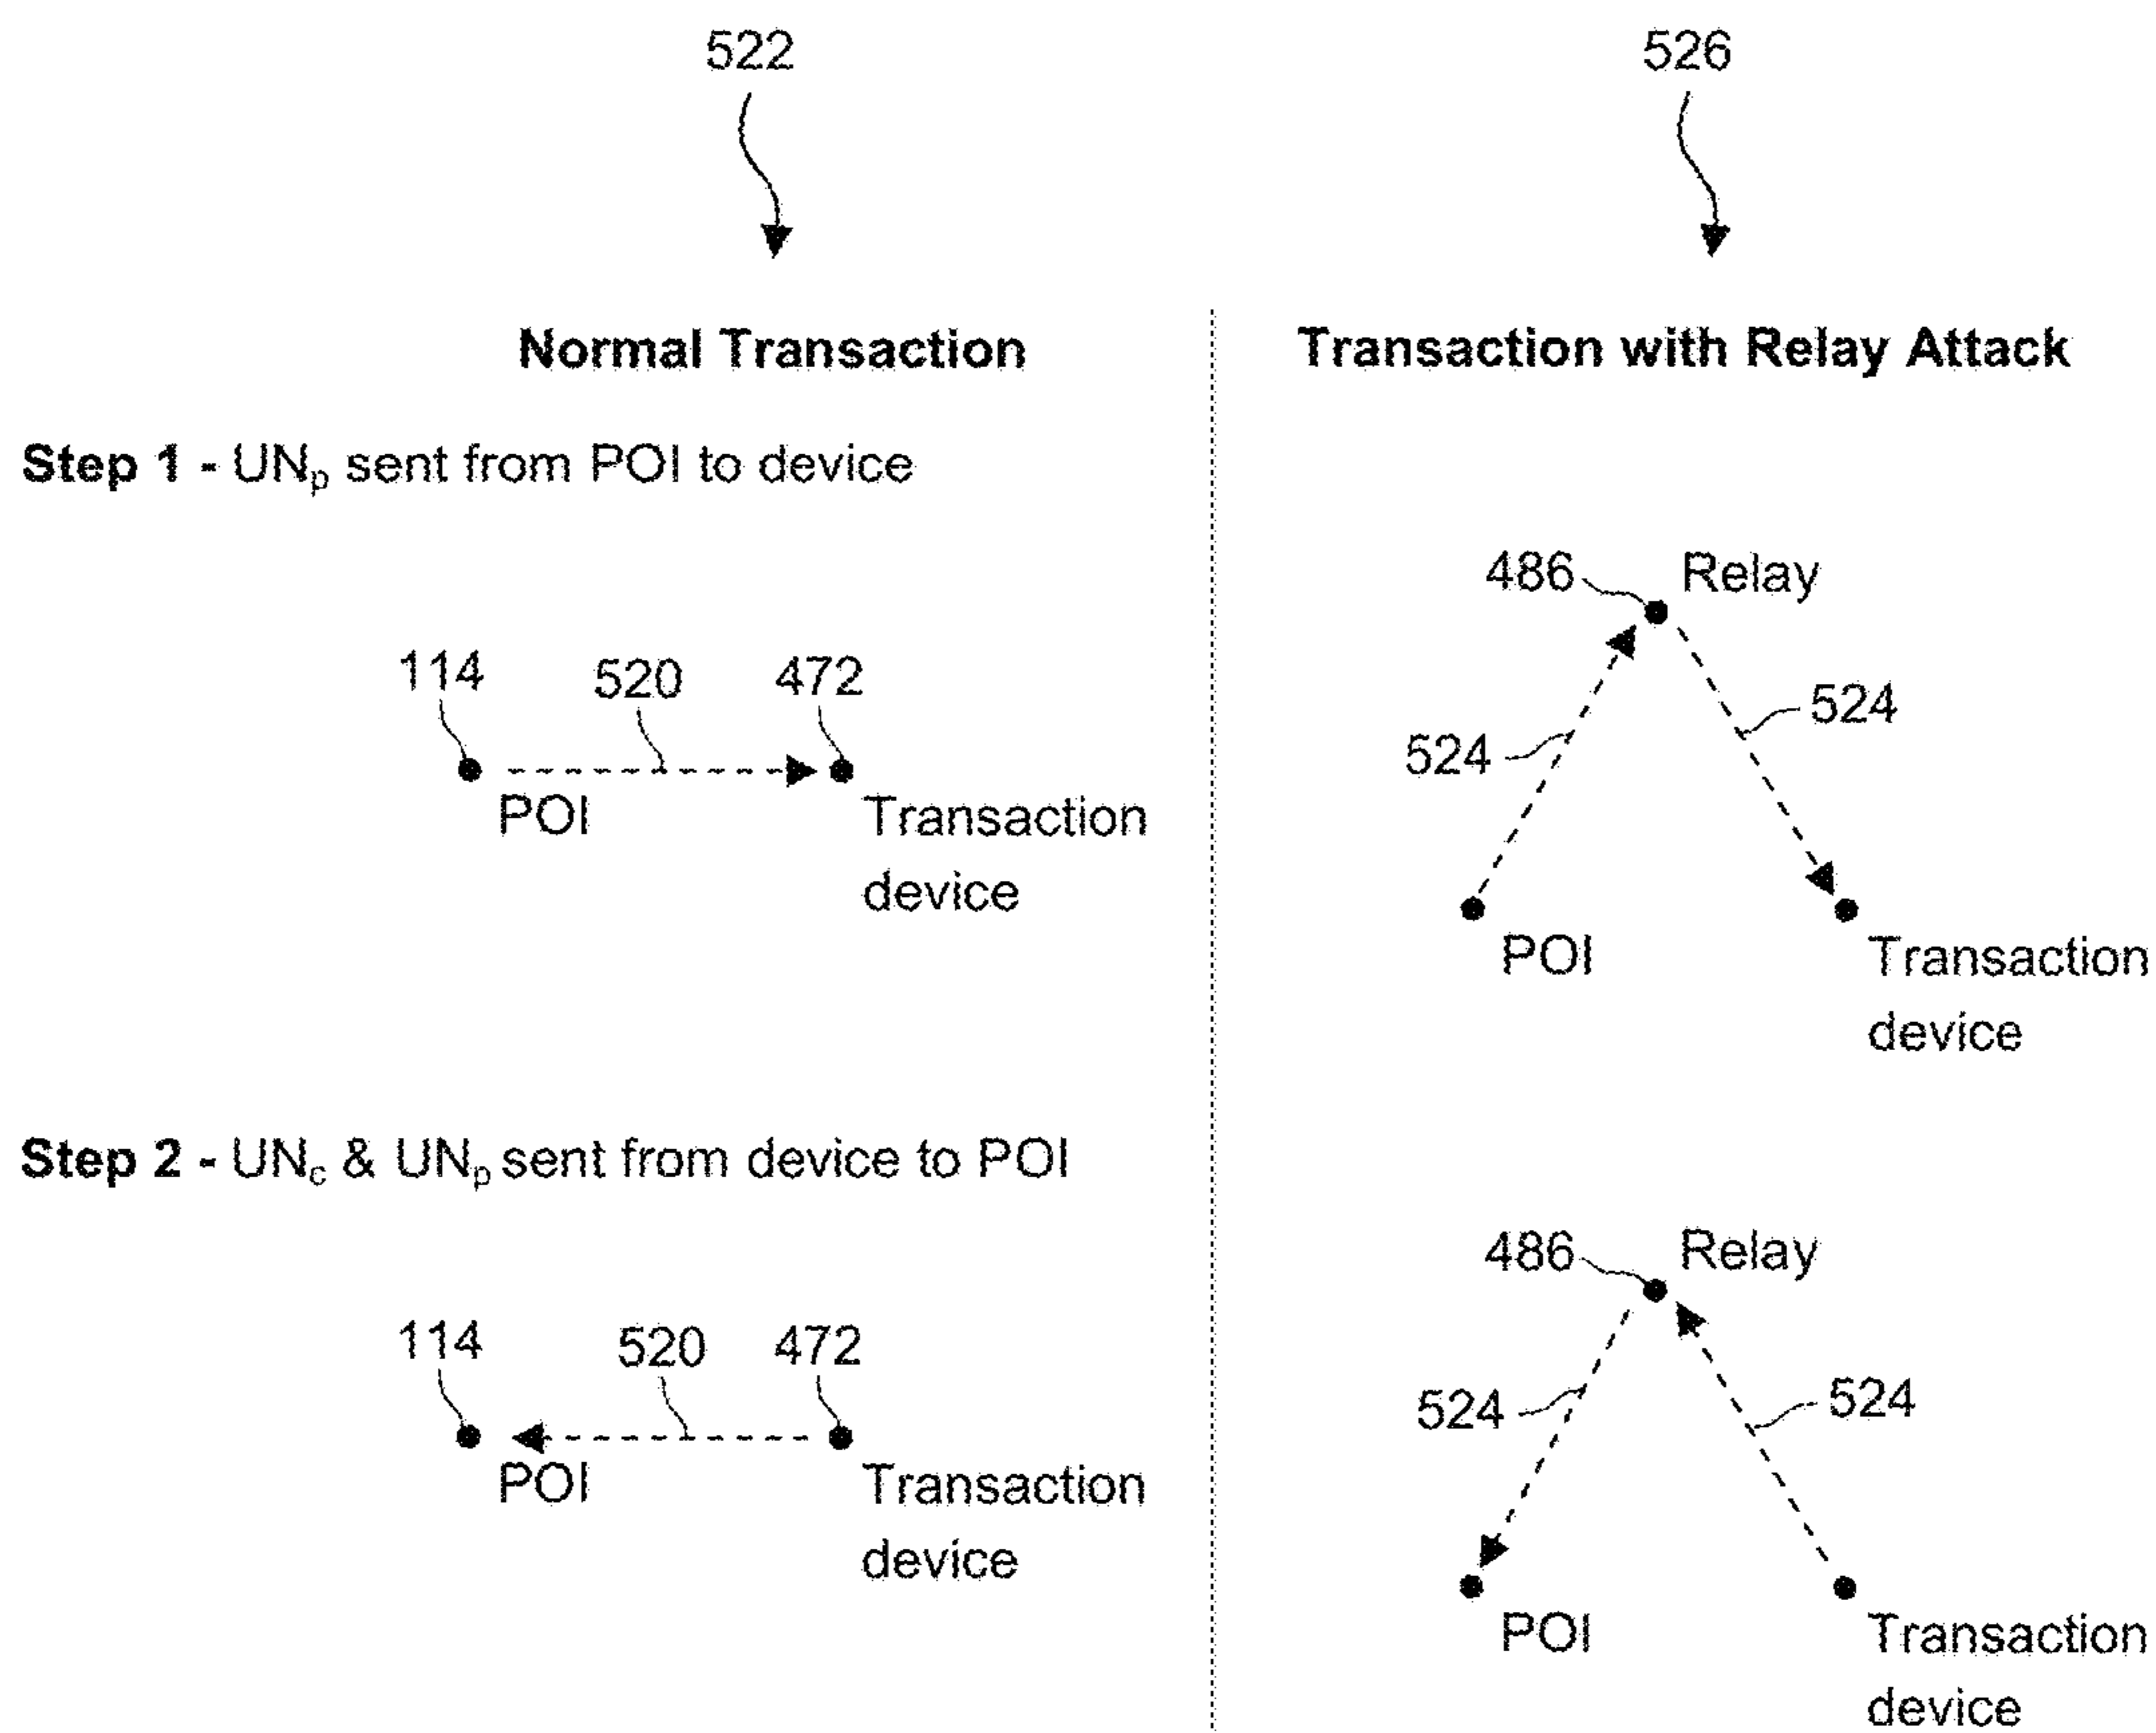 522
526
Normal Transaction
Transaction with Relay Attack
Step 1 - UNp sent from POI to device
486
Relay
114
520
472
524
524
POI
Transaction
device
POI
Transaction
device
Step 2 - UNc & UNp sent from device to POI
486
Relay
114
520
472
524
524
POI
Transaction
device
POI
Transaction
device